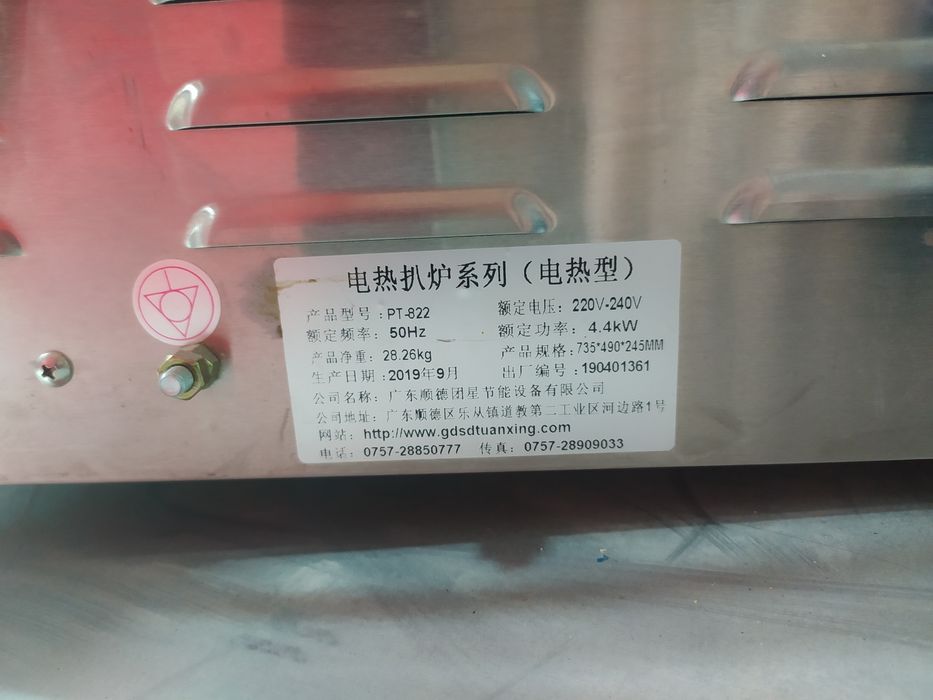 电热扒炉系列（电热型）
产品型号：PT-822 额定电压：220V-240V
额定频率：50Hz 额定功率：4.4kW
产品净重：28.26kg 产品规格：735*490*245MM
生产日期：2019年9月 出厂编号：190401361
公司名称：广东顺德团星节能设备有限公司
公司地址：广东顺德区乐从镇道教第二工业区河边路1号
网站：http://www.gdsdtuanxing.com
电话：0757-28850777 传真：0757-28909033